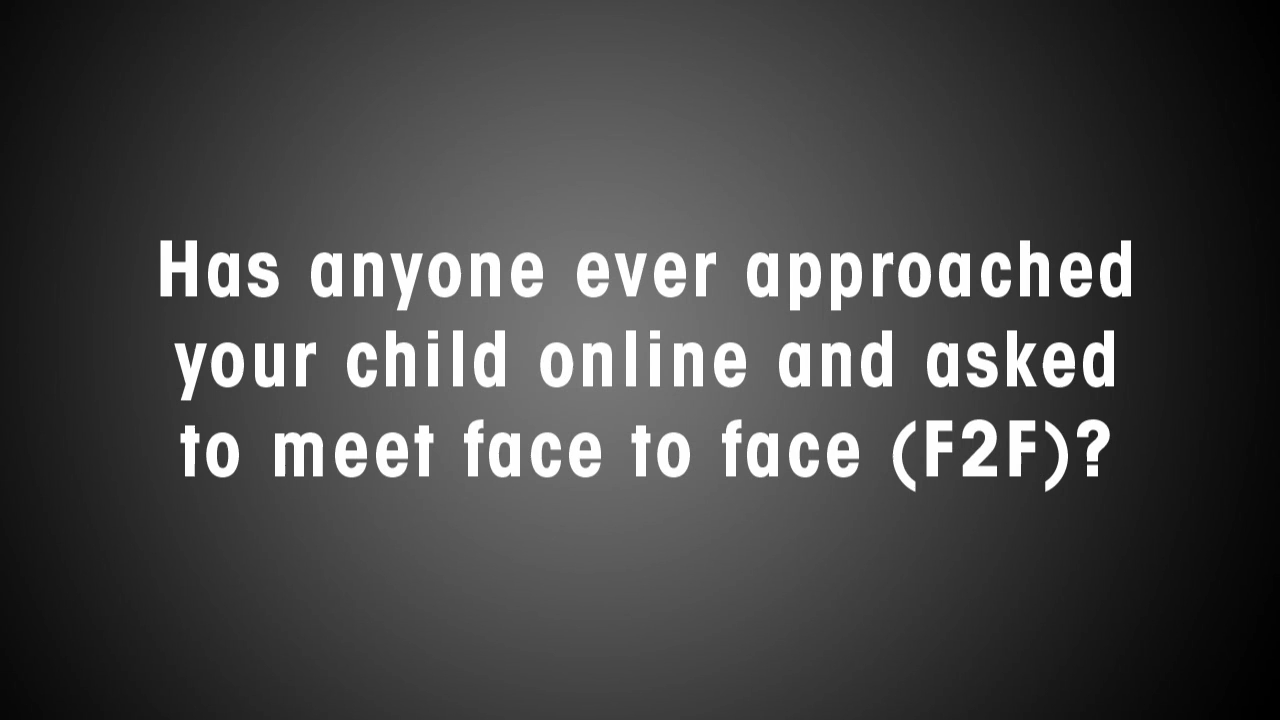 Has anyone ever approached
your child online and asked
to meet face to face (F2F)?